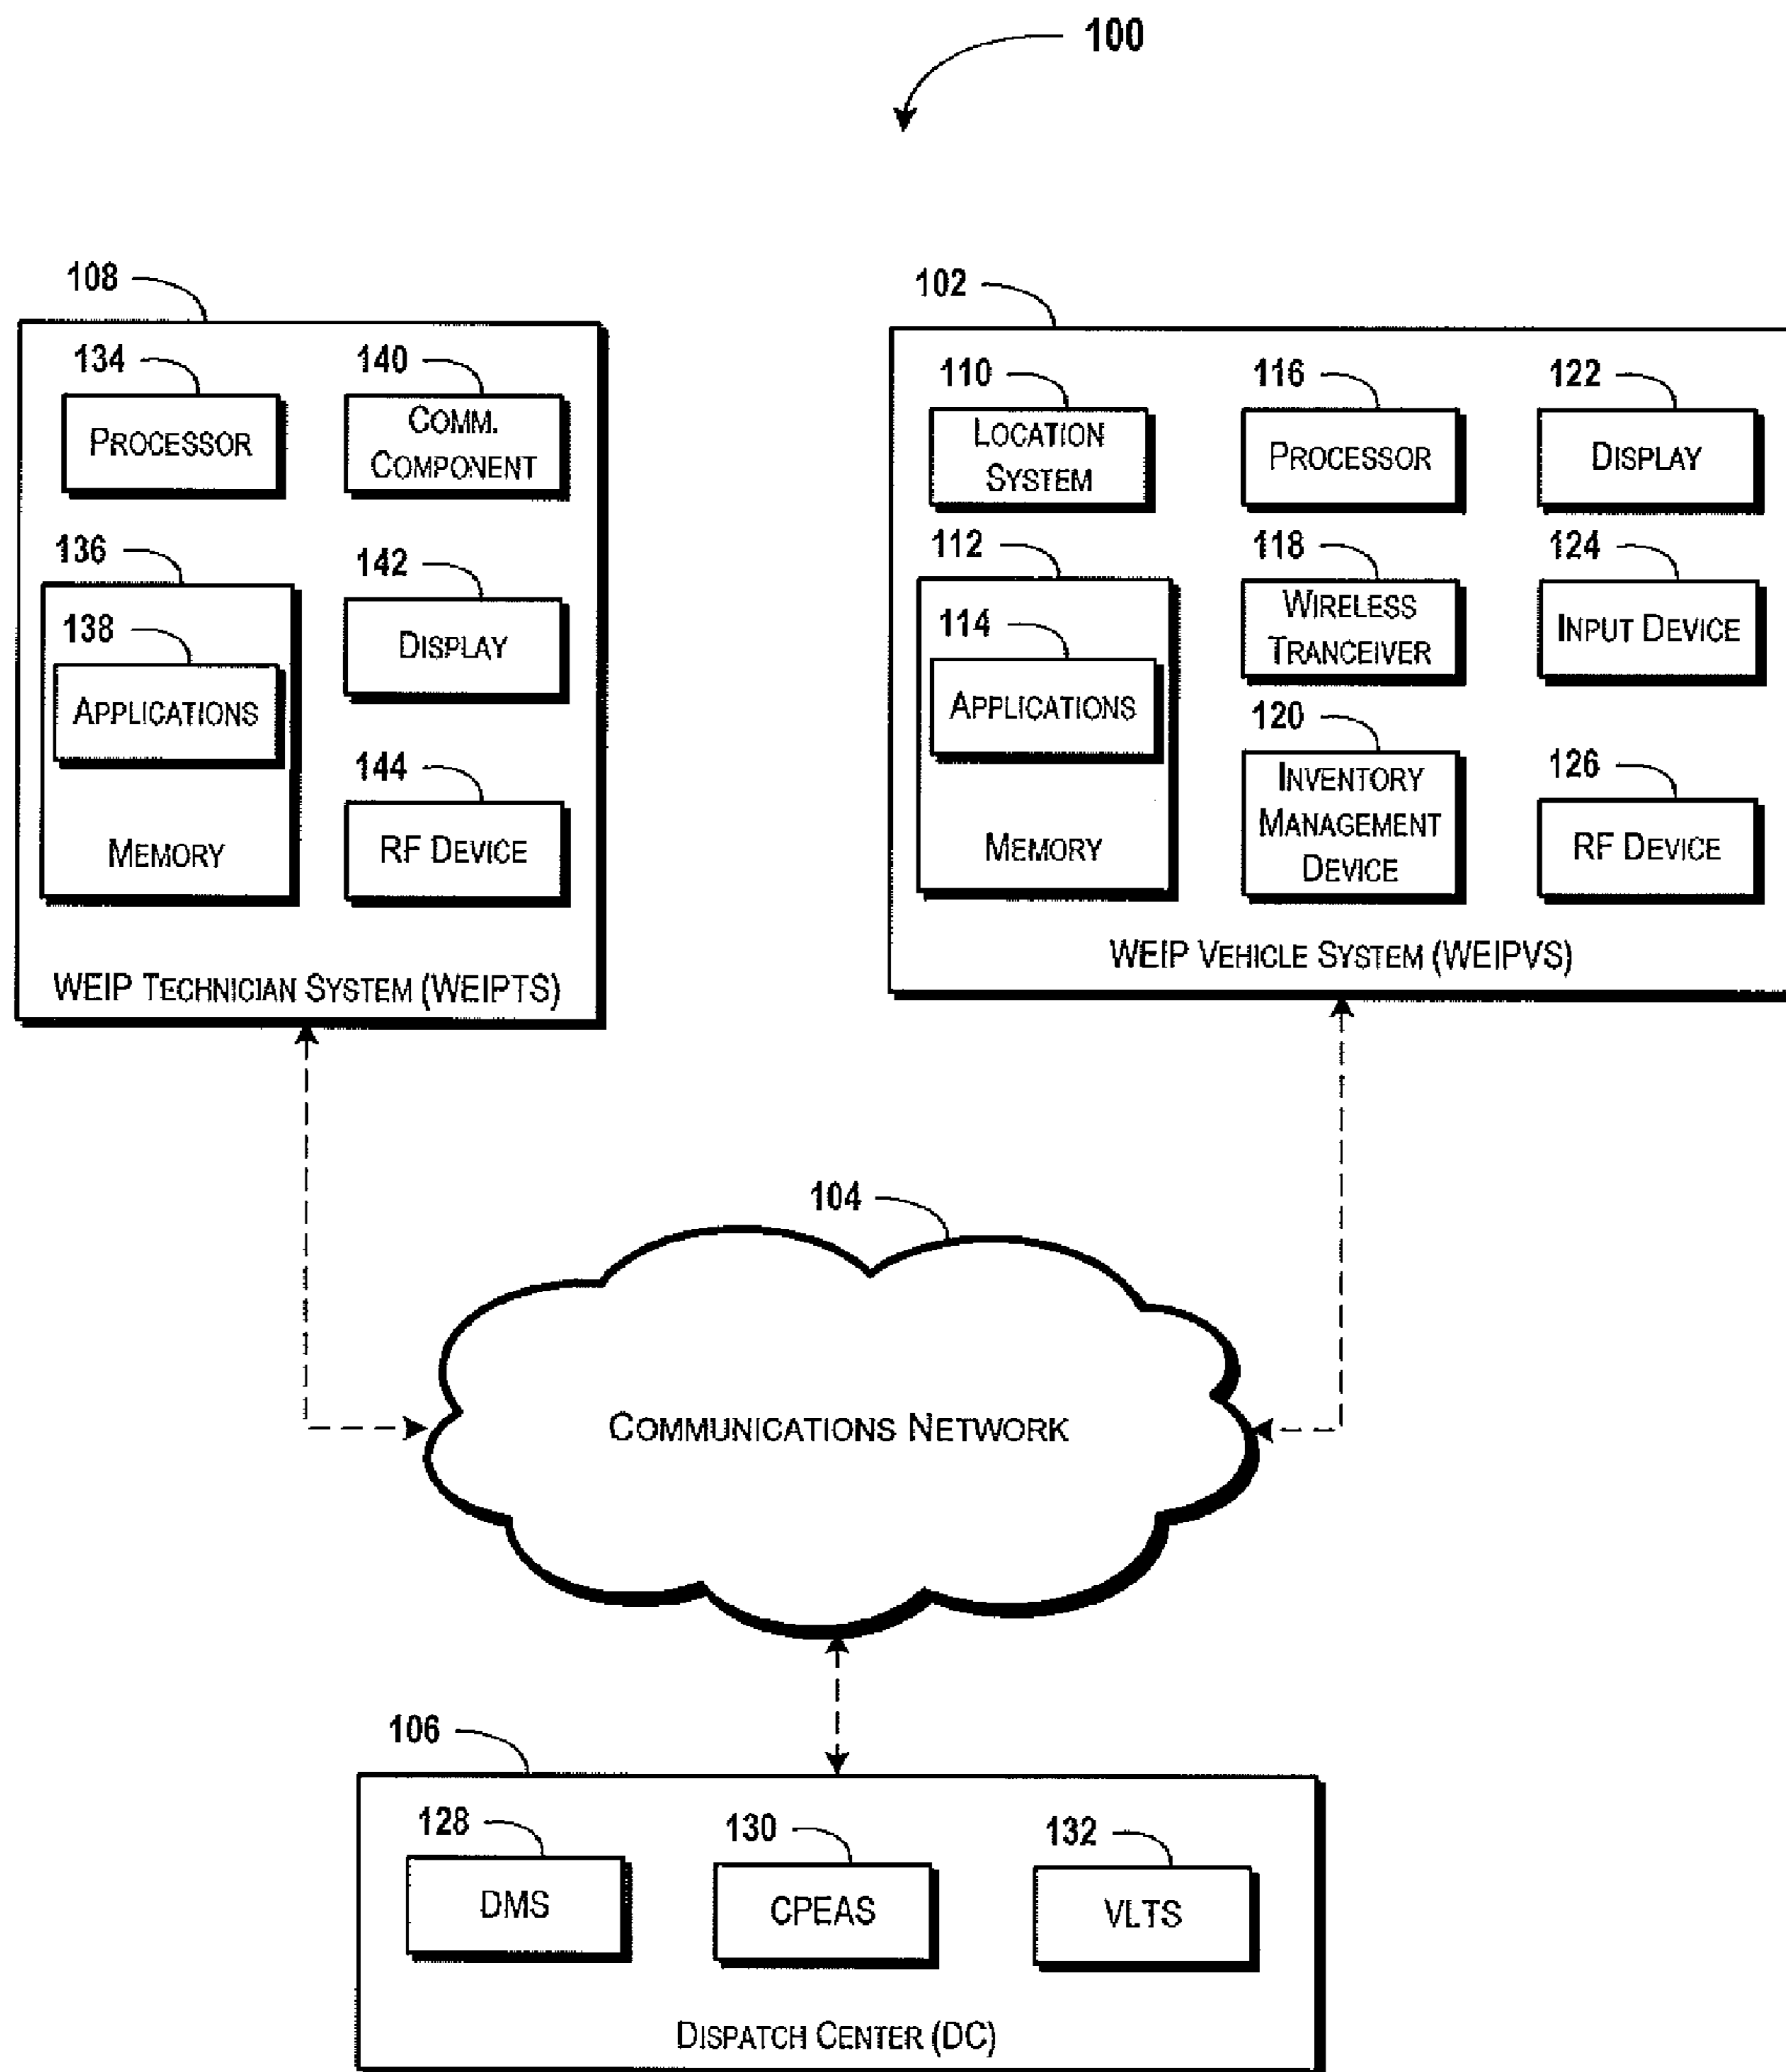 100
108
134
140
PROCESSOR
COMM.
COMPONENT
136
142
138
DISPLAY
APPLICATIONS
144
MEMORY
RF DEVICE
WEIP TECHNICIAN SYSTEM (WEIPTS)
102
110
116
122
LOCATION
SYSTEM
PROCESSOR
DISPLAY
112
118
124
114
WIRELESS
TRANCEIVER
INPUT DEVICE
APPLICATIONS
120
126
MEMORY
INVENTORY
MANAGEMENT
DEVICE
RF DEVICE
WEIP VEHICLE SYSTEM (WEIPVS)
104
COMMUNICATIONS NETWORK
106
128
130
132
DMS
CPEAS
VLTS
DISPATCH CENTER (DC)